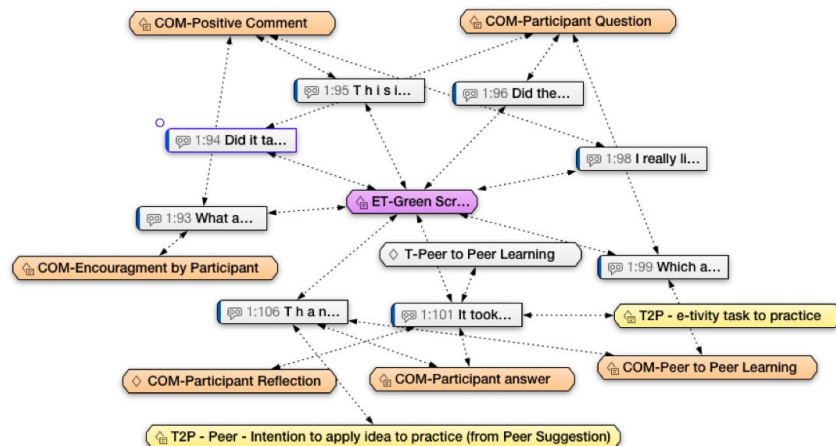 COM-Positive Comment
COM-Participant Question
1:95 T h i s i...
1:96 Did the...
1:94 Did it ta...
1:98 I really li...
ET-Green Scr...
1:93 What a...
T-Peer to Peer Learning
COM-Encouragment by Participant
1:99 Which a...
1:106 T h a n...
1:101 It took...
T2P - e-tivity task to practice
COM-Participant Reflection
COM-Participant answer
COM-Peer to Peer Learning
T2P - Peer - Intention to apply idea to practice (from Peer Suggestion)